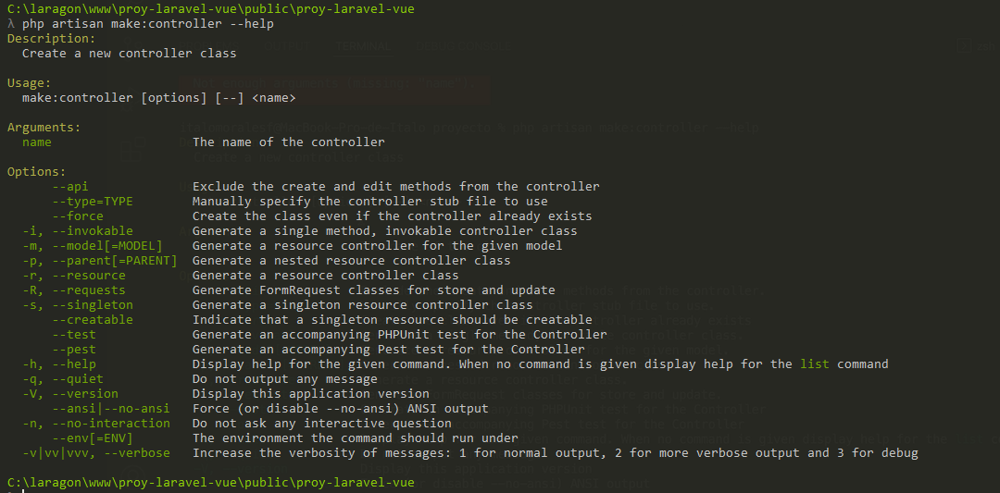 C:\laragon\www\proy-laravel-vue\public\proy-laravel-vue
λ php artisan make:controller --help
Description:
  Create a new controller class

Usage:
  make:controller [options] [--] <name>

Arguments:
  name                   The name of the controller

Options:
      --api              Exclude the create and edit methods from the controller
      --type=TYPE        Manually specify the controller stub file to use
      --force            Create the class even if the controller already exists
  -i, --invokable        Generate a single method, invokable controller class
  -m, --model[=MODEL]    Generate a resource controller for the given model
  -p, --parent[=PARENT]  Generate a nested resource controller class
  -r, --resource         Generate a resource controller class
  -R, --requests         Generate FormRequest classes for store and update
  -s, --singleton        Generate a singleton resource controller class
      --creatable        Indicate that a singleton resource should be creatable
      --test             Generate an accompanying PHPUnit test for the Controller
      --pest             Generate an accompanying Pest test for the Controller
  -h, --help             Display help for the given command. When no command is given display help for the list command
  -q, --quiet            Do not output any message
  -V, --version          Display this application version
      --ansi|--no-ansi   Force (or disable --no-ansi) ANSI output
  -n, --no-interaction   Do not ask any interactive question
      --env[=ENV]        The environment the command should run under
  -v|vv|vvv, --verbose   Increase the verbosity of messages: 1 for normal output, 2 for more verbose output and 3 for debug

C:\laragon\www\proy-laravel-vue\public\proy-laravel-vue